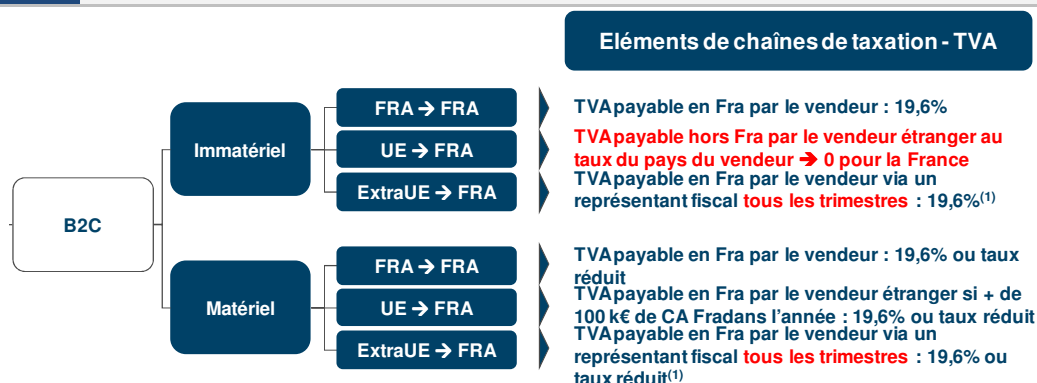 Eléments de chaînes de taxation - TVA
B2C
Immatériel
FRA → FRA
TVA payable en Fra par le vendeur : 19,6%
UE → FRA
TVA payable hors Fra par le vendeur étranger au
taux du pays du vendeur → 0 pour la France
ExtraUE → FRA
TVA payable en Fra par le vendeur via un
représentant fiscal tous les trimestres : 19,6%(1)
Matériel
FRA → FRA
TVA payable en Fra par le vendeur : 19,6% ou taux
réduit
UE → FRA
TVA payable en Fra par le vendeur étranger si + de
100 k€ de CA Fra dans l’année : 19,6% ou taux réduit
ExtraUE → FRA
TVA payable en Fra par le vendeur via un
représentant fiscal tous les trimestres : 19,6% ou
taux réduit(1)